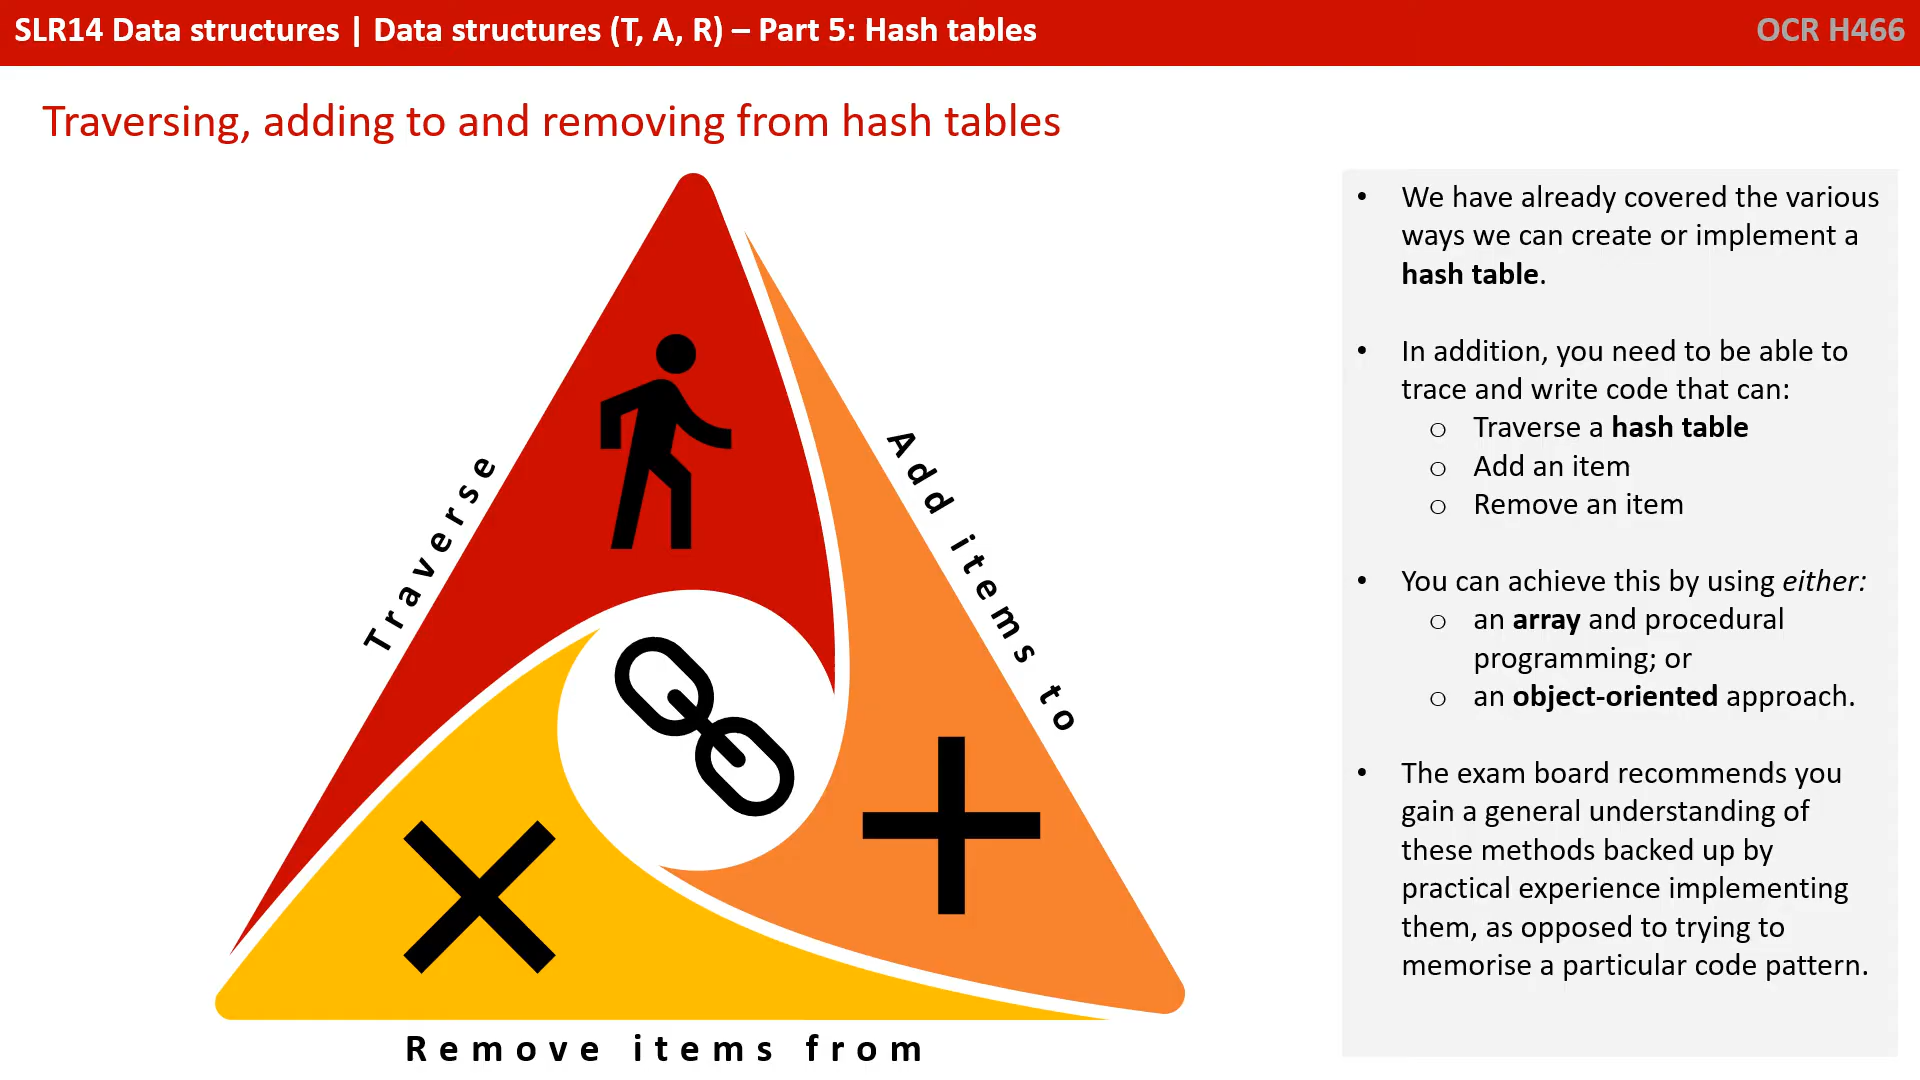 SLR14 Data structures | Data structures (T, A, R) – Part 5: Hash tables
OCR H466
Traversing, adding to and removing from hash tables
Traverse
Add items to
Remove items from
• We have already covered the various
ways we can create or implement a
hash table.
• In addition, you need to be able to
trace and write code that can:
o Traverse a hash table
o Add an item
o Remove an item
• You can achieve this by using either:
o an array and procedural
programming; or
o an object-oriented approach.
• The exam board recommends you
gain a general understanding of
these methods backed up by
practical experience implementing
them, as opposed to trying to
memorise a particular code pattern.